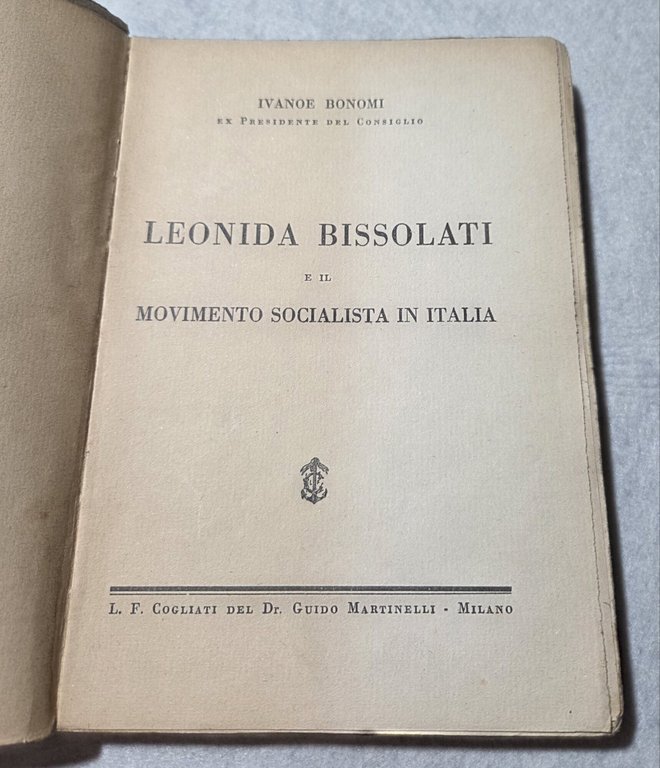 IVANOE BONOMI
EX PRESIDENTE DEL CONSIGLIO
LEONIDA BISSOLATI
E IL
MOVIMENTO SOCIALISTA IN ITALIA
L. F. COGLIATI DEL Dr. GUIDO MARTINELLI - MILANO